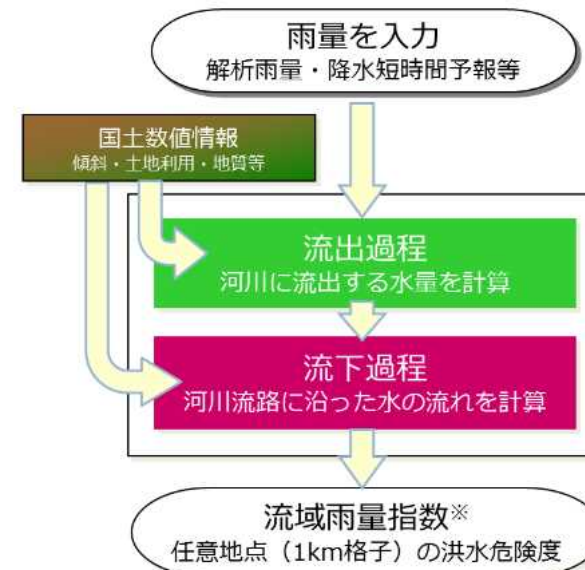 雨量を入力
解析雨量・降水短時間予報等
国土数値情報
傾斜・土地利用・地質等
流出過程
河川に流出する水量を計算
流下過程
河川流路に沿った水の流れを計算
流域雨量指数※
任意地点（1km格子）の洪水危険度